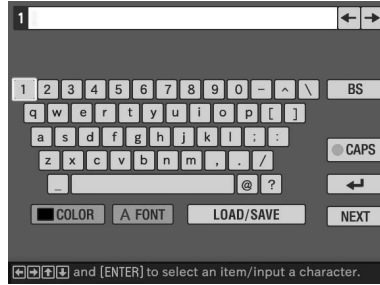 1 ← →
1 2 3 4 5 6 7 8 9 0 - ^ \ BS
q w e r t y u i o p [ ]
a s d f g h j k l ; : CAPS
z x c v b n m , . /
_ @ ? ↵
COLOR A FONT LOAD/SAVE NEXT
←→↑↓ and [ENTER] to select an item/input a character.